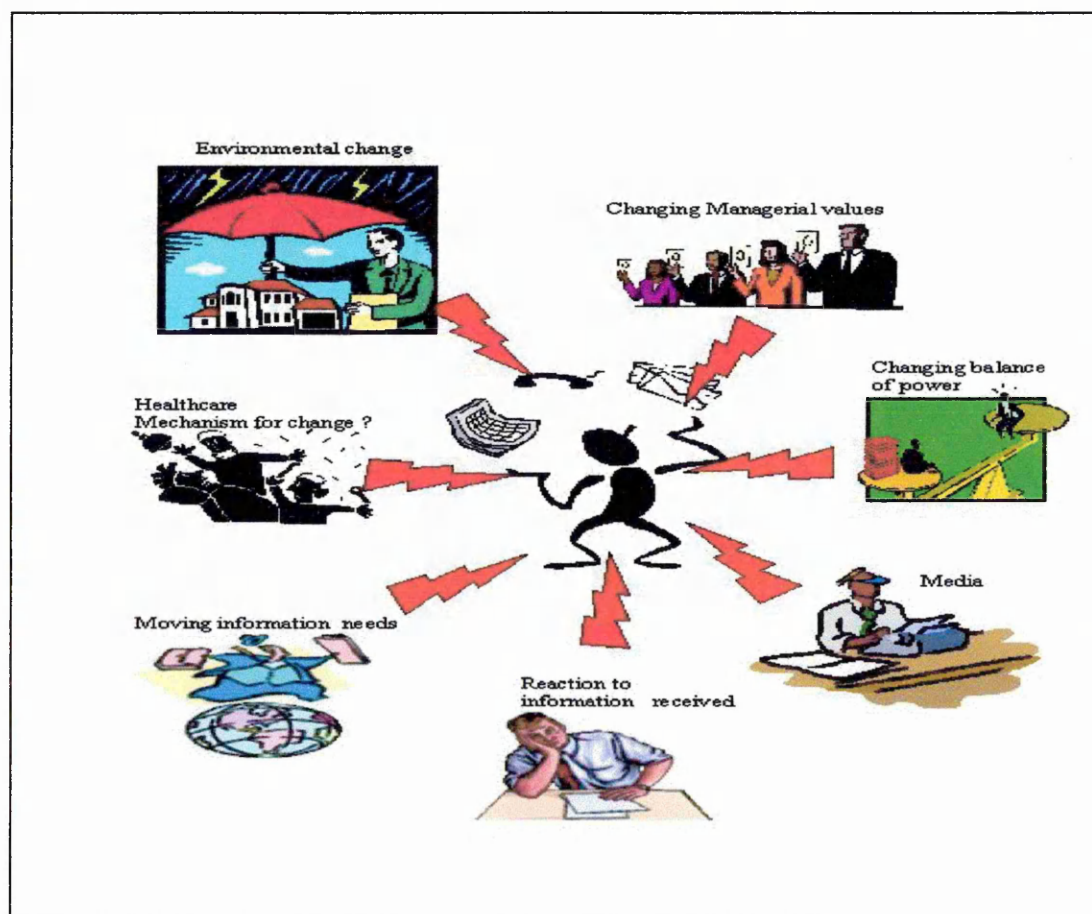 Environmental change
Changing Managerial values
Changing balance
of power
Healthcare
Mechanism for change ?
Media
Moving information needs
Reaction to
information received